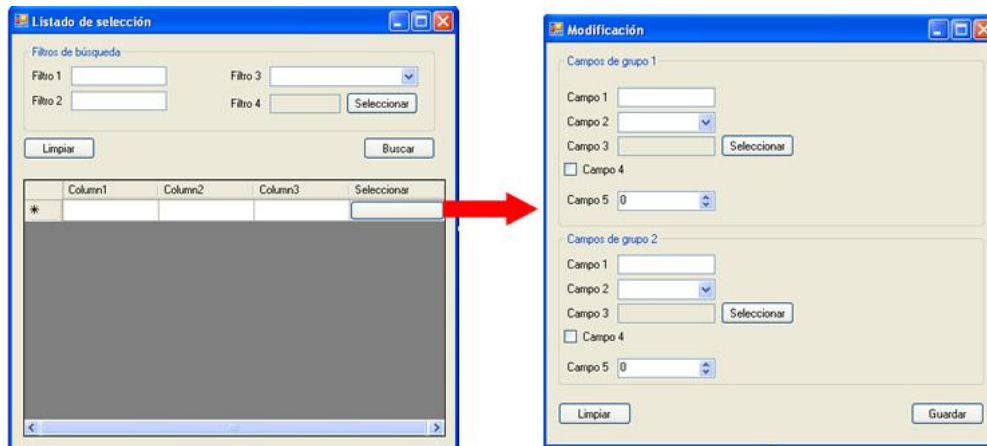 Listado de selección
Filtros de búsqueda
Filtro 1
Filtro 3
Filtro 2
Filtro 4
Seleccionar
Limpiar
Buscar
Column1 Column2 Column3 Seleccionar
Modificación
Campos de grupo 1
Campo 1
Campo 2
Campo 3
Seleccionar
Campo 4
Campo 5 0
Campos de grupo 2
Campo 1
Campo 2
Campo 3
Seleccionar
Campo 4
Campo 5 0
Limpiar
Guardar